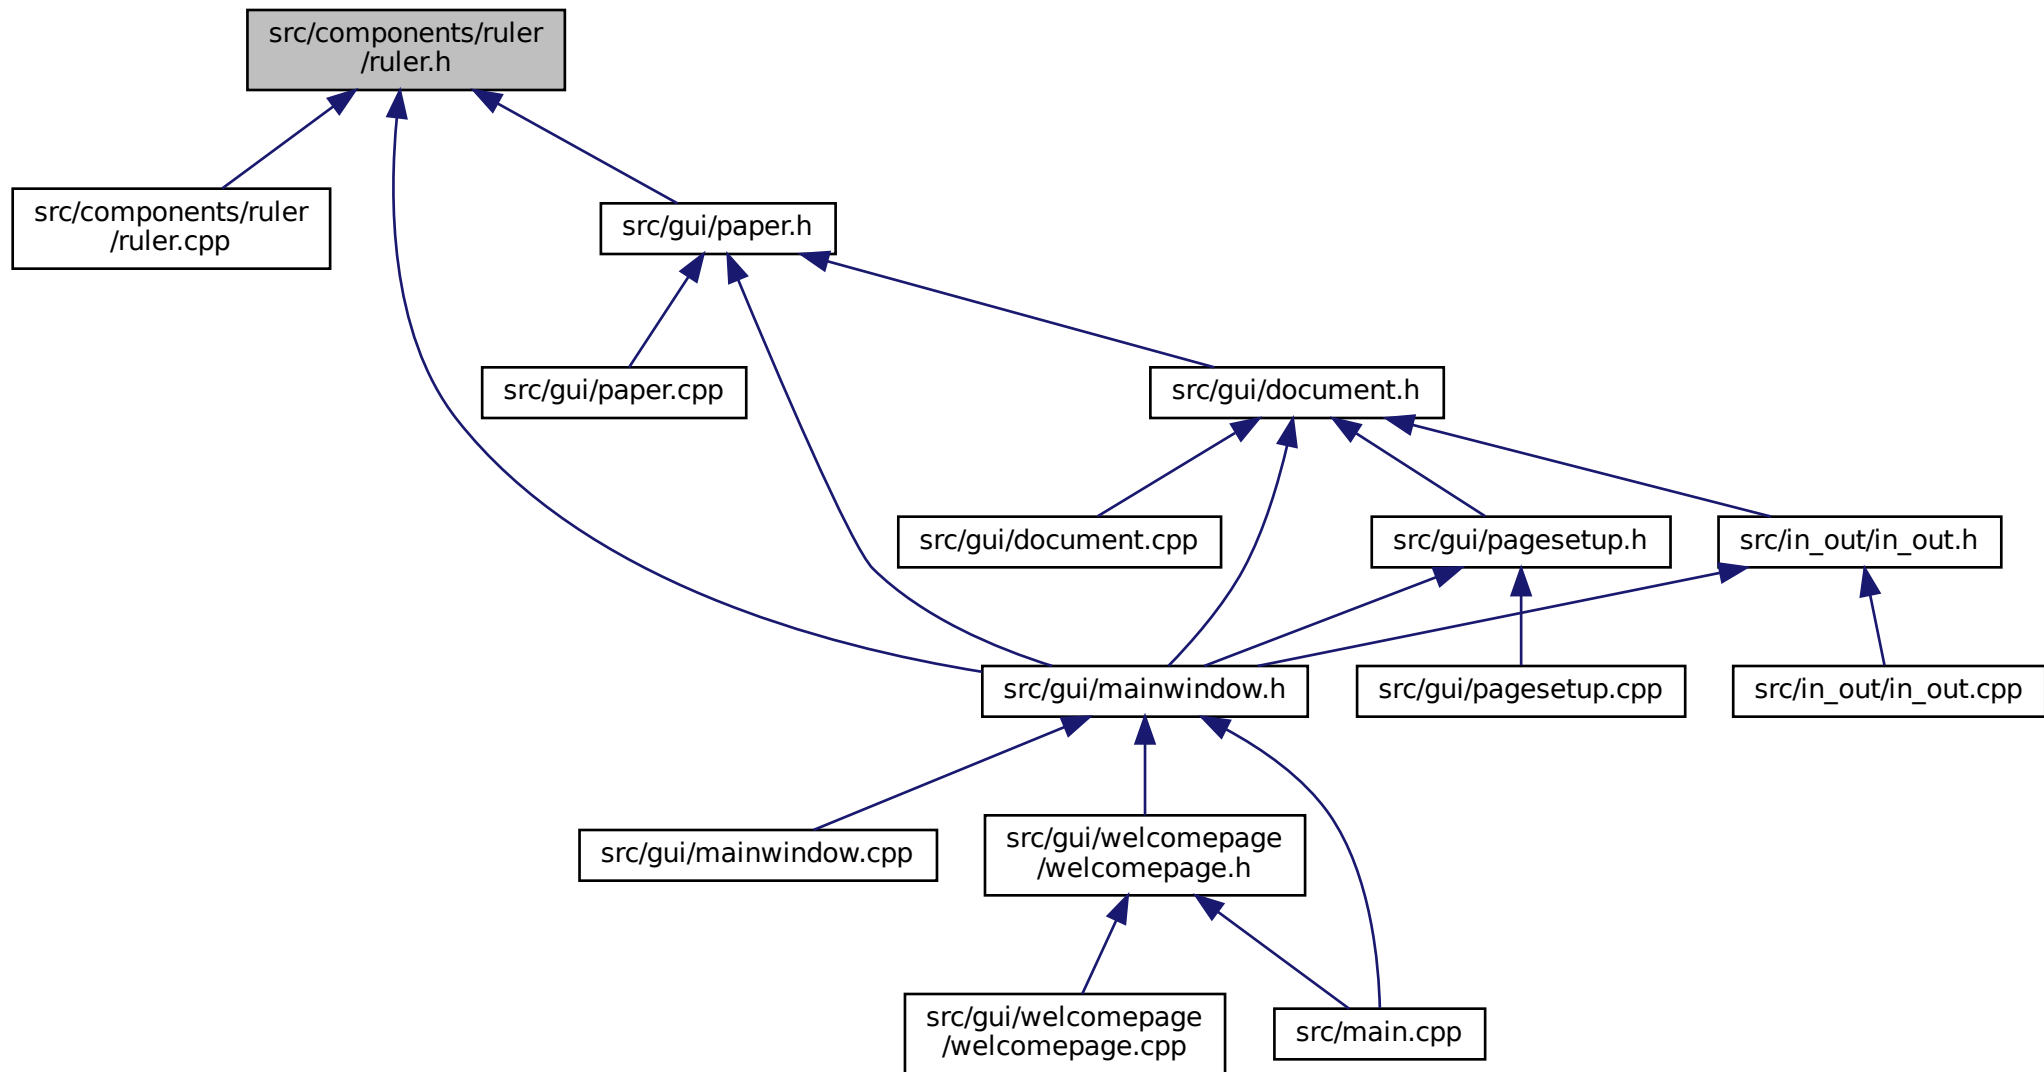 src/components/ruler
/ruler.h
src/components/ruler
/ruler.cpp
src/gui/paper.h
src/gui/paper.cpp
src/gui/document.h
src/gui/document.cpp
src/gui/pagesetup.h
src/in_out/in_out.h
src/gui/mainwindow.h
src/gui/pagesetup.cpp
src/in_out/in_out.cpp
src/gui/mainwindow.cpp
src/gui/welcomepage
/welcomepage.h
src/gui/welcomepage
/welcomepage.cpp
src/main.cpp